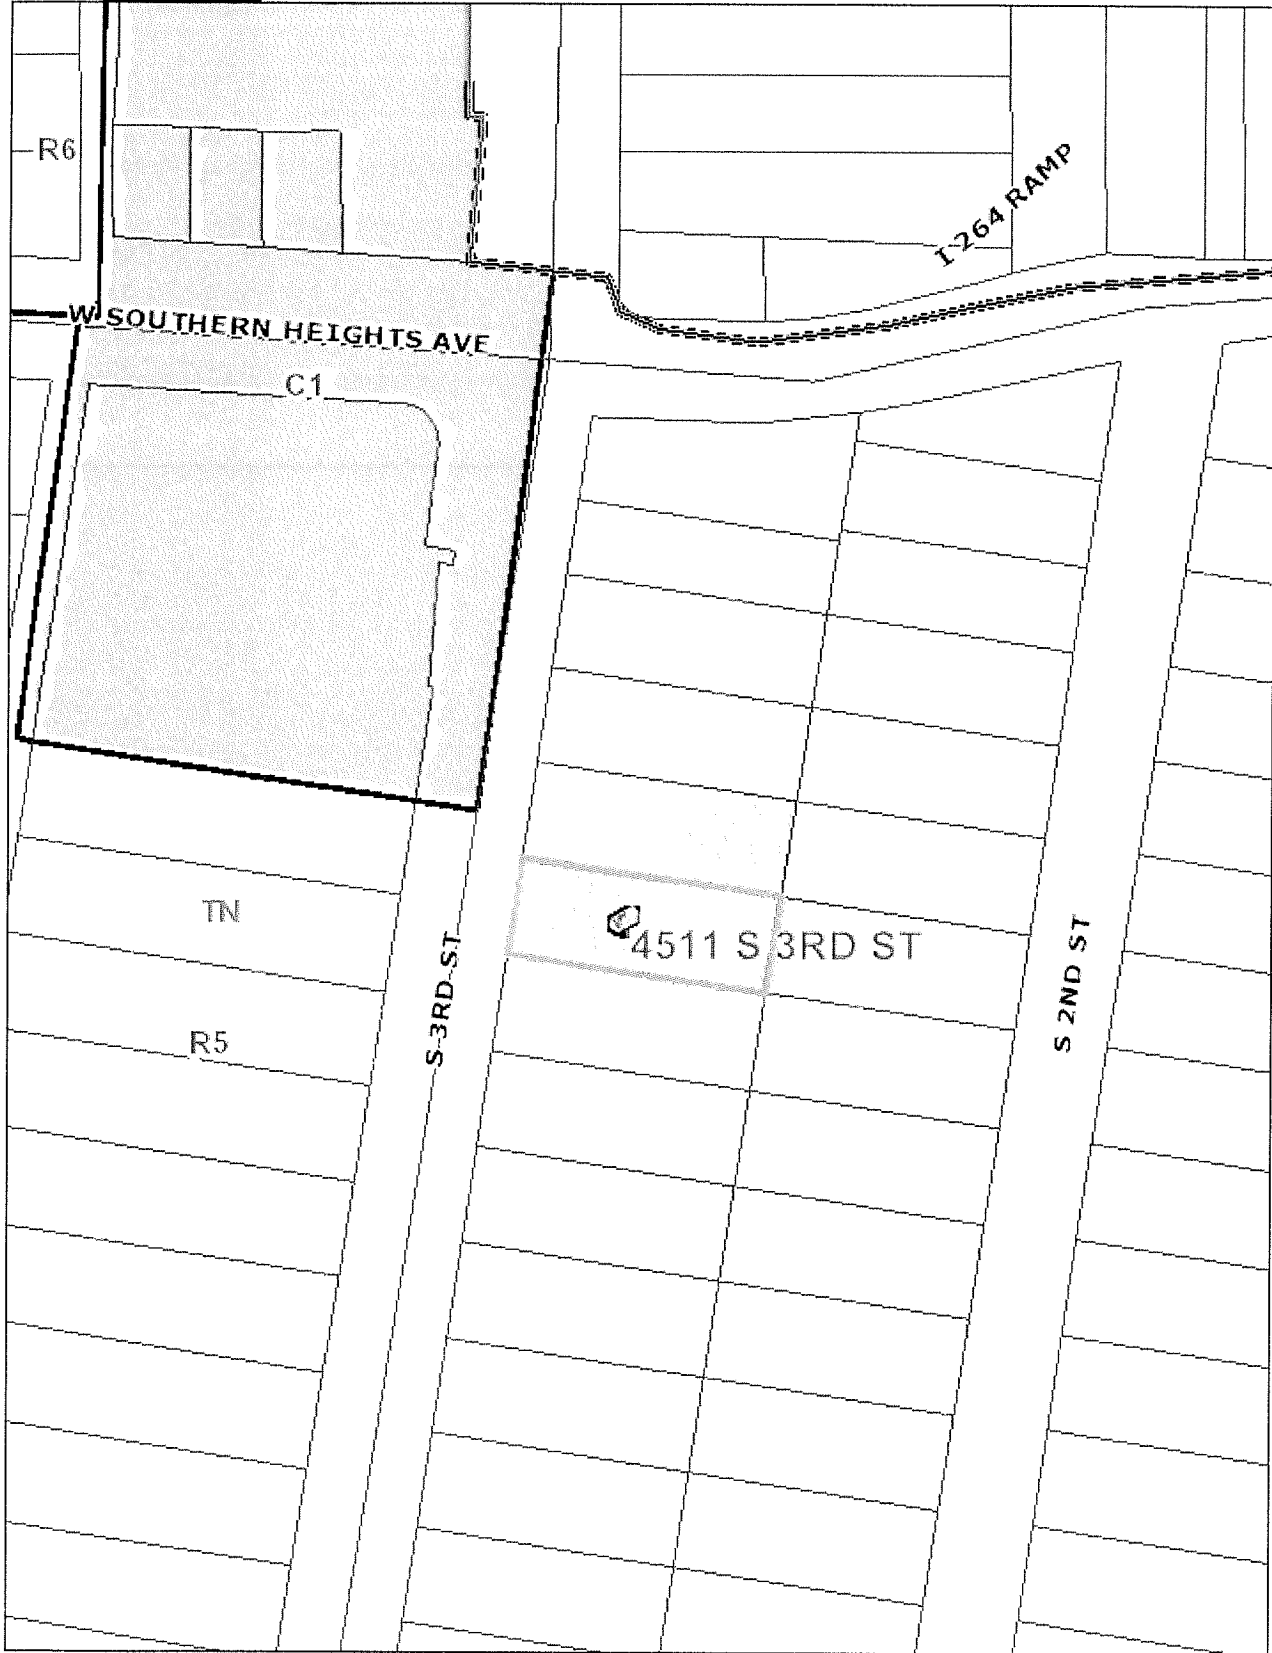 R6
I 264 RAMP
W SOUTHERN HEIGHTS AVE
C1
TN
4511 S 3RD ST
S 3RD ST
S 2ND ST
R5